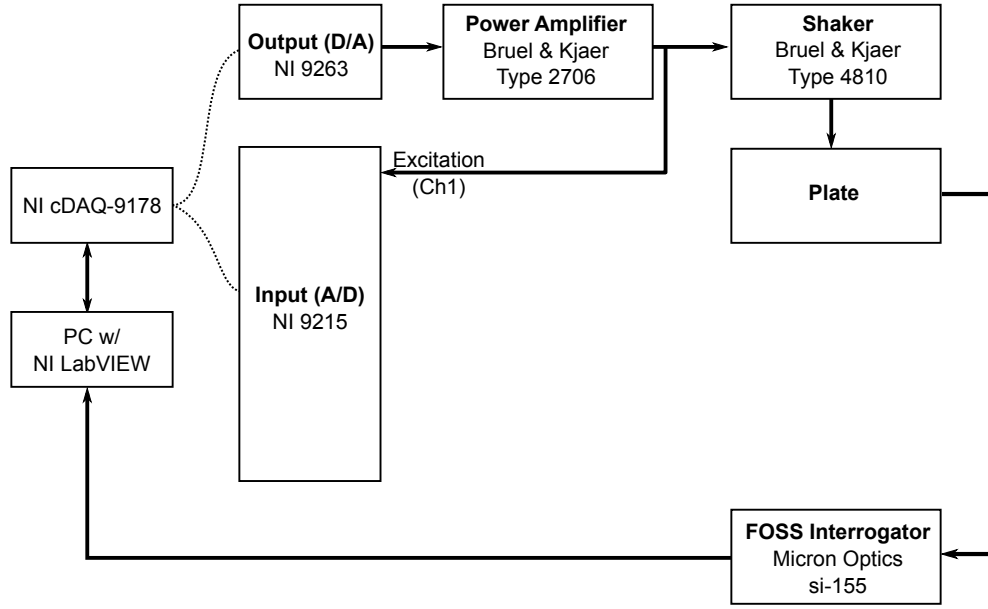 Output (D/A)
NI 9263
Power Amplifier
Bruel & Kjaer
Type 2706
Shaker
Bruel & Kjaer
Type 4810
Excitation
(Ch1)
Plate
NI cDAQ-9178
Input (A/D)
NI 9215
PC w/
NI LabVIEW
FOSS Interrogator
Micron Optics
si-155